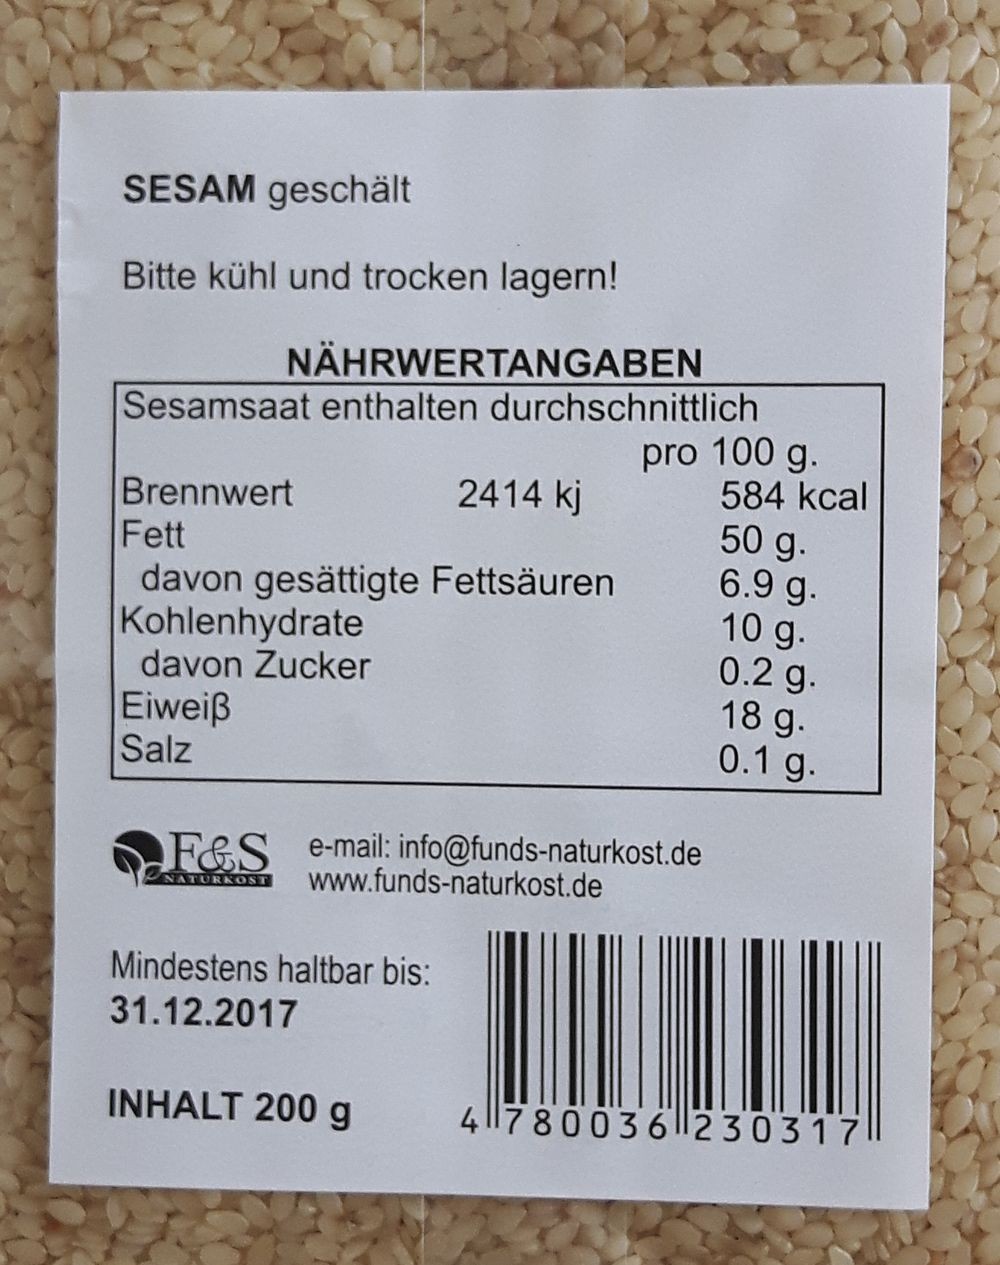 SESAM geschält
Bitte kühl und trocken lagern!
NÄHRWERTANGABEN
Sesamsaat enthalten durchschnittlich
pro 100 g.
Brennwert 2414 kj 584 kcal
Fett 50 g.
davon gesättigte Fettsäuren 6.9 g.
Kohlenhydrate 10 g.
davon Zucker 0.2 g.
Eiweiß 18 g.
Salz 0.1 g.
F&S
NATURKOST
e-mail: info@funds-naturkost.de
www.funds-naturkost.de
Mindestens haltbar bis:
31.12.2017
INHALT 200 g
4 780036 230317